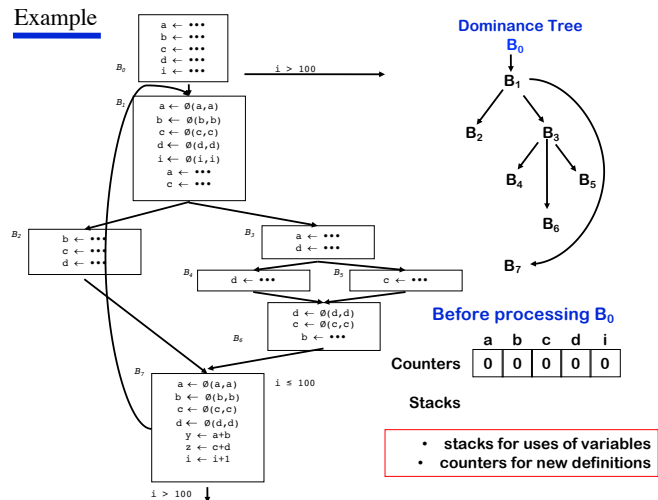 Example
B0
a ← •••
b ← •••
c ← •••
d ← •••
i ← •••
i > 100
B1
a ← Ø(a,a)
b ← Ø(b,b)
c ← Ø(c,c)
d ← Ø(d,d)
i ← Ø(i,i)
a ← •••
c ← •••
B2
b ← •••
c ← •••
d ← •••
B3
a ← •••
d ← •••
B4
d ← •••
B5
c ← •••
B6
d ← Ø(d,d)
c ← Ø(c,c)
b ← •••
B7
a ← Ø(a,a)
b ← Ø(b,b)
c ← Ø(c,c)
d ← Ø(d,d)
y ← a+b
z ← c+d
i ← i+1
i ≤ 100
i > 100
Dominance Tree
B0
B1
B2
B3
B4
B5
B6
B7
Before processing B0
a b c d i
Counters 0 0 0 0 0
Stacks
• stacks for uses of variables
• counters for new definitions